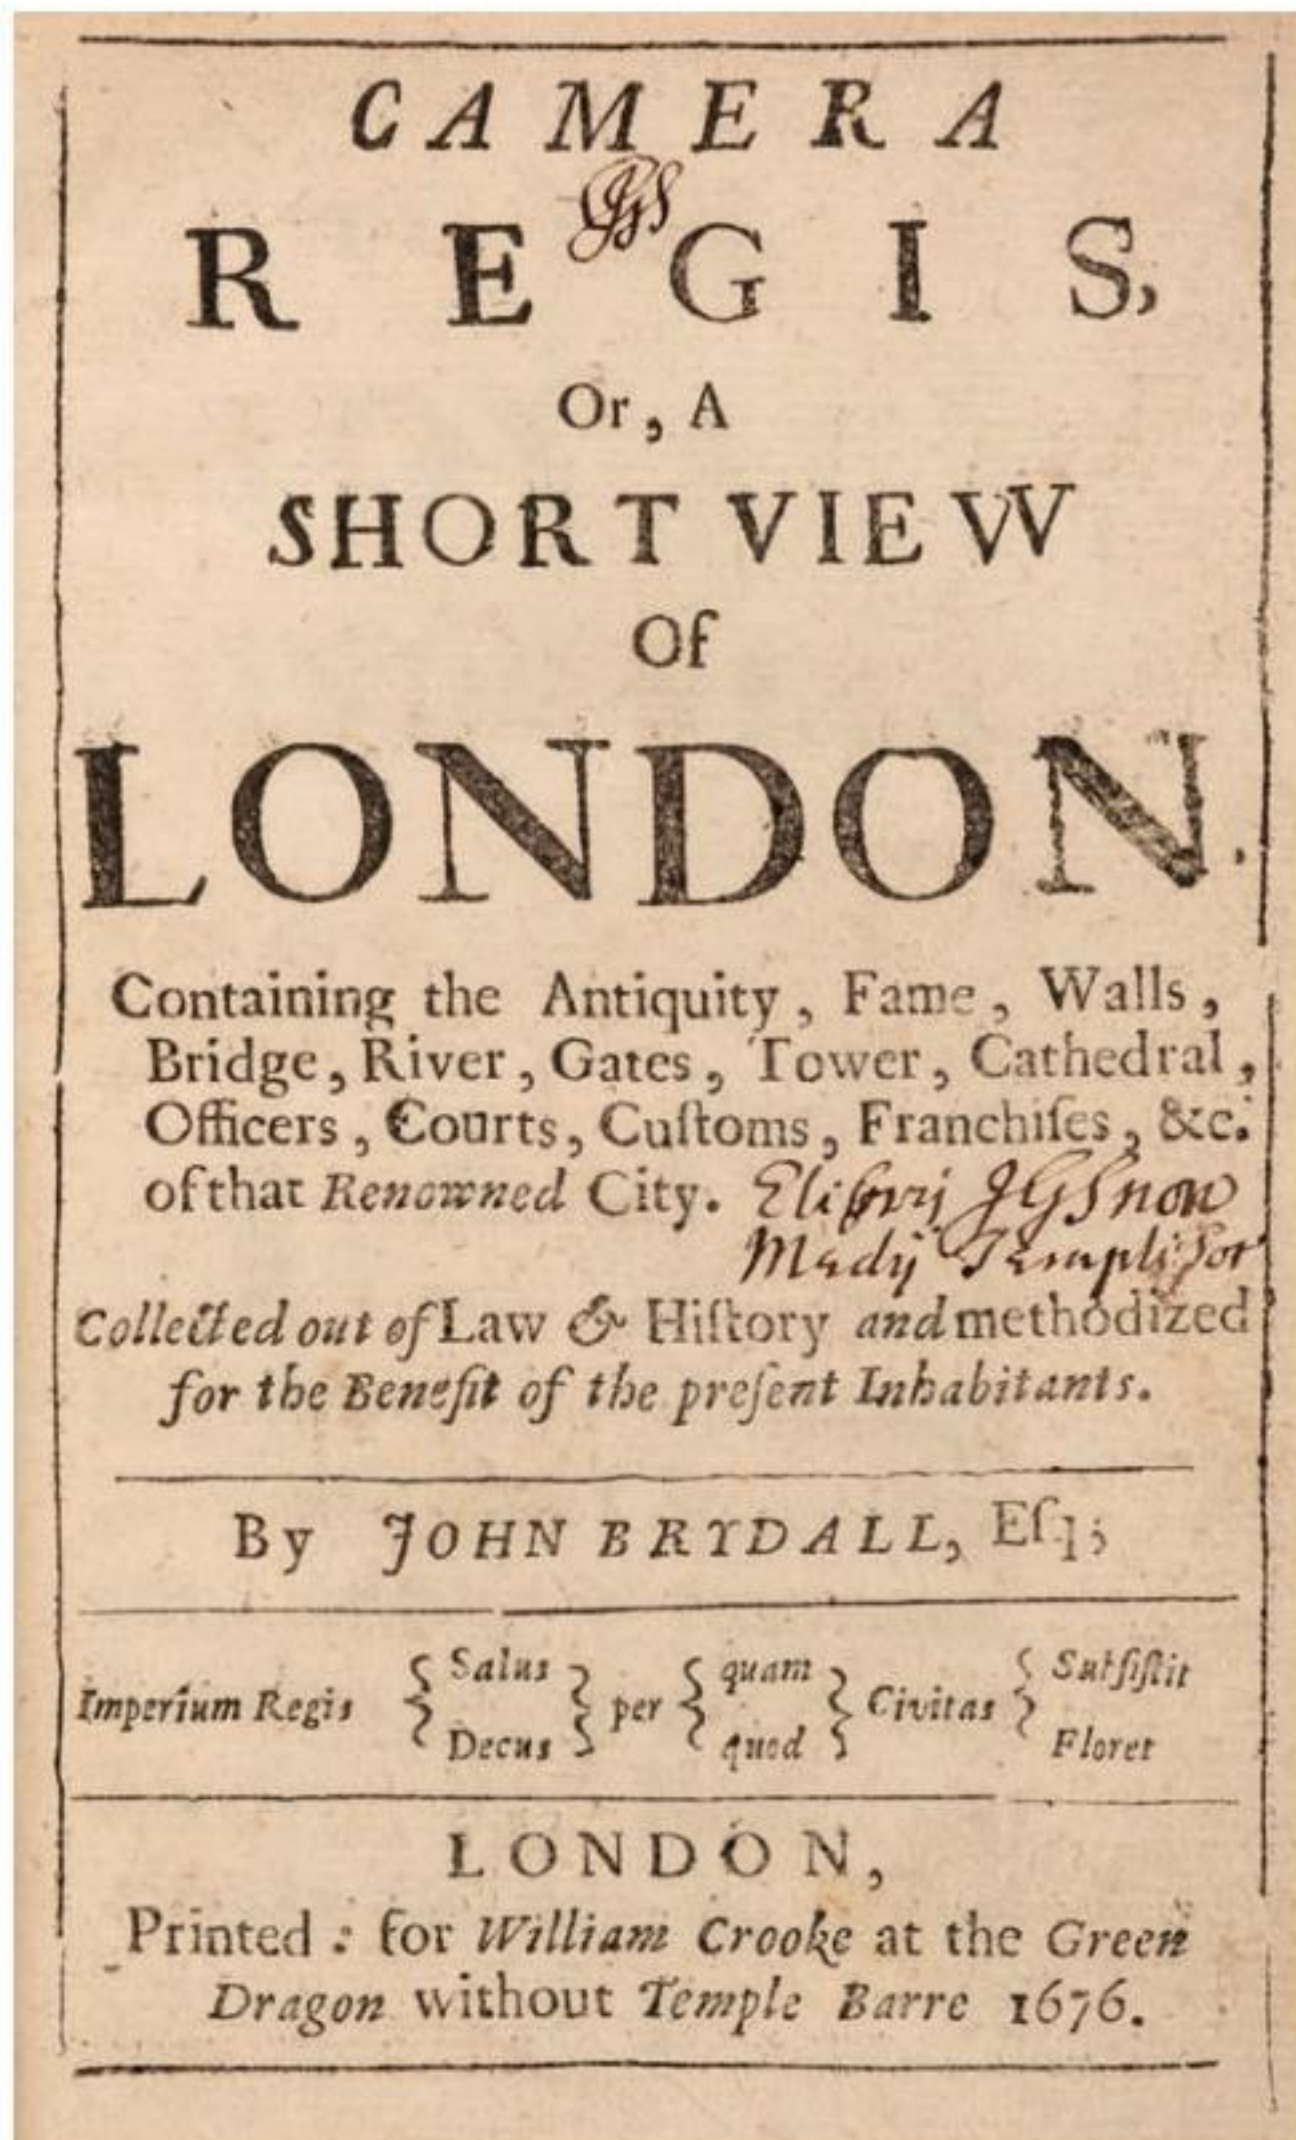 CAMERA
REGIS,
Or, A
SHORT VIEW
Of
LONDON.
Containing the Antiquity, Fame, Walls,
Bridge, River, Gates, Tower, Cathedral,
Officers, Courts, Cuſtoms, Franchiſes, &c.
of that Renowned City. JGSnow
Collected out of Law & Hiſtory and methodized
for the Benefit of the preſent Inhabitants.
By JOHN BRYDALL, Eſq;
Imperium Regis { Salus } per { quam } Civitas { Subſiſtit
Decus quod Floret
LONDON,
Printed : for William Crooke at the Green
Dragon without Temple Barre 1676.